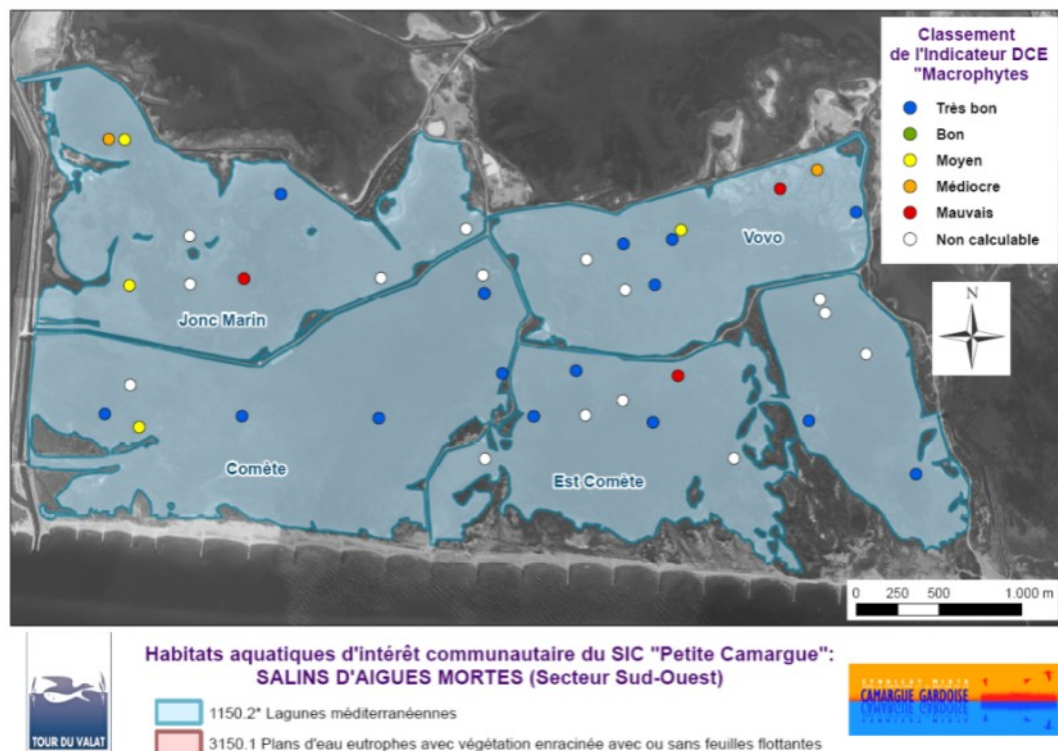 Classement
de l'Indicateur DCE
"Macrophytes
Très bon
Bon
Moyen
Médiocre
Mauvais
Non calculable
Vovo
Jonc Marin
N
Comète
Est Comète
0 250 500 1.000 m
Habitats aquatiques d'intérêt communautaire du SIC "Petite Camargue":
SALINS D'AIGUES MORTES (Secteur Sud-Ouest)
1150.2* Lagunes méditerranéennes
3150.1 Plans d'eau eutrophes avec végétation enracinée avec ou sans feuilles flottantes
TOUR DU VALAT
SYNDICAT MIXTE
CAMARGUE GARDOISE